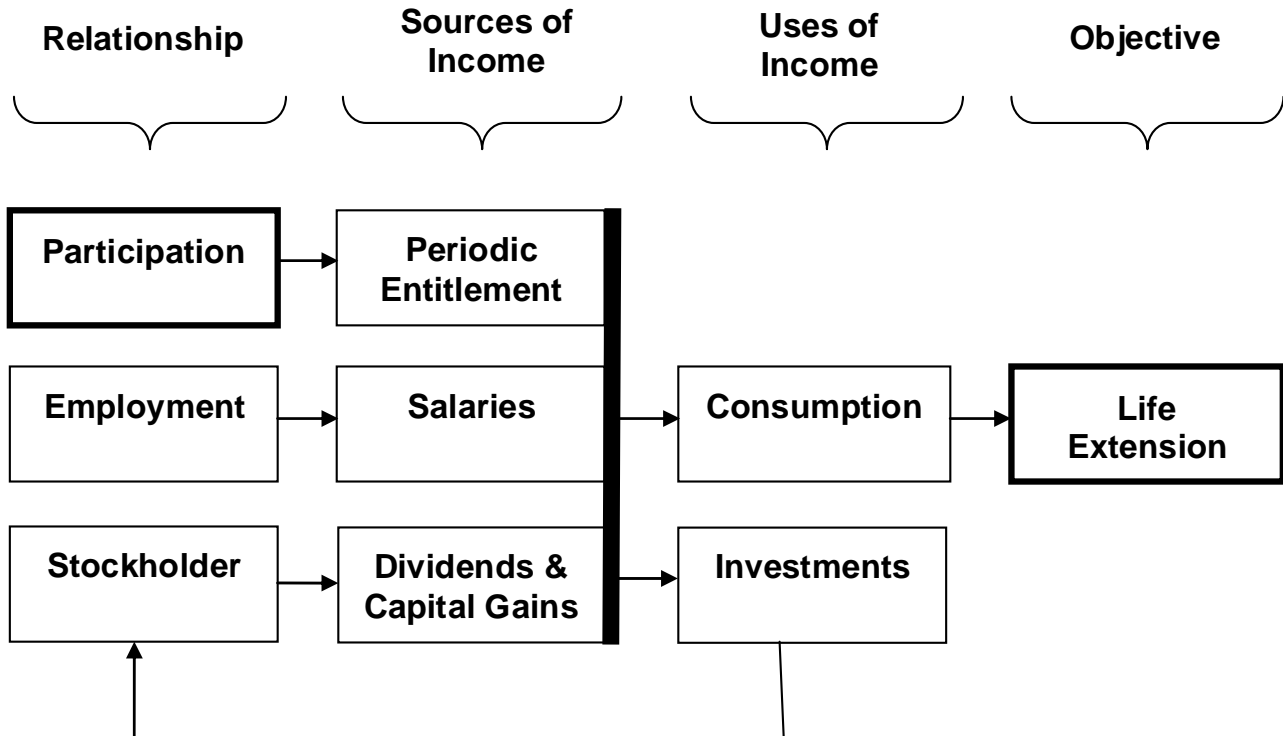 Relationship
Sources of
Income
Uses of
Income
Objective
Participation
Periodic
Entitlement
Employment
Salaries
Consumption
Life
Extension
Stockholder
Dividends &
Capital Gains
Investments